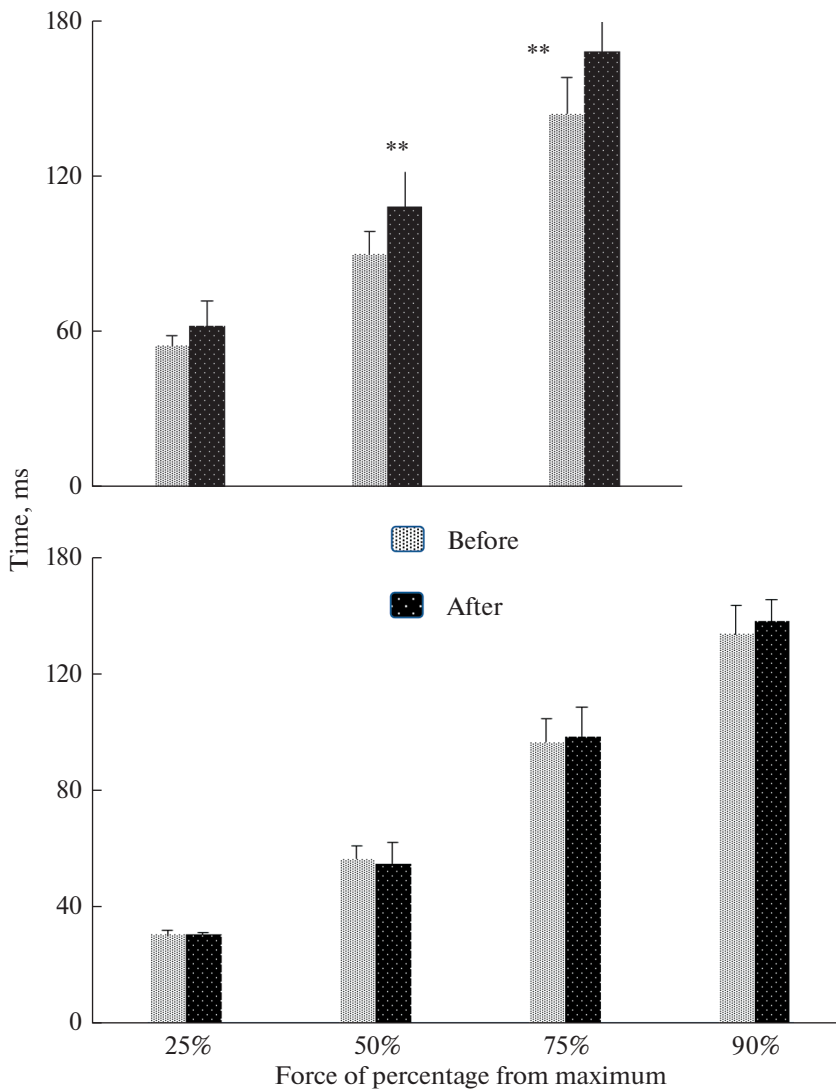 180
**
**
120
60
0
Time, ms
Before
After
180
120
80
40
0
25% 50% 75% 90%
Force of percentage from maximum